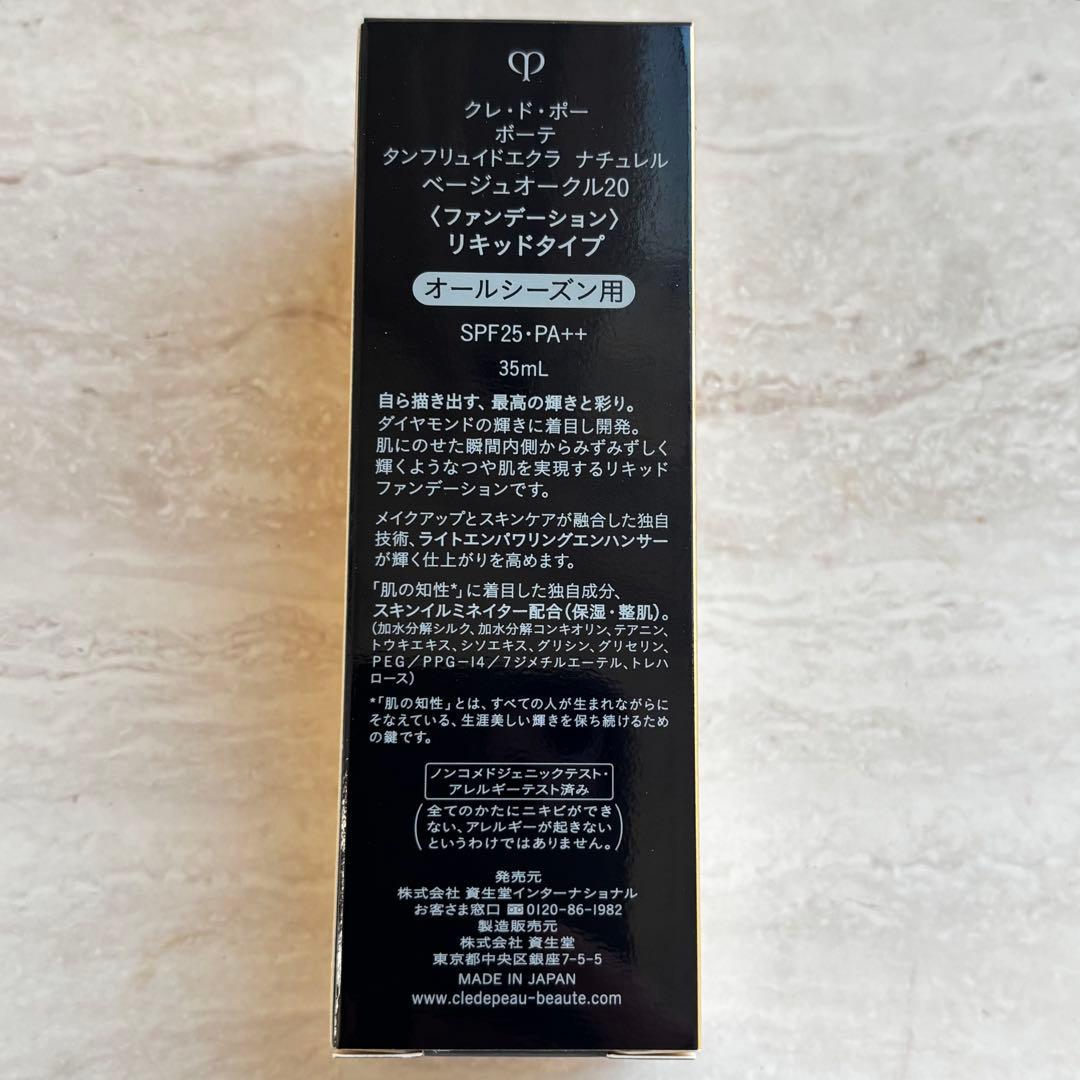 クレ・ド・ポー
ボーテ
タンフリュイドエクラ ナチュレル
ベージュオークル20
〈ファンデーション〉
リキッドタイプ
オールシーズン用
SPF25・PA++
35mL
自ら描き出す、最高の輝きと彩り。
ダイヤモンドの輝きに着目し開発。
肌にのせた瞬間内側からみずみずしく
輝くようなつや肌を実現するリキッド
ファンデーションです。
メイクアップとスキンケアが融合した独自
技術、ライトエンパワリングエンハンサー
が輝く仕上がりを高めます。
「肌の知性*」に着目した独自成分、
スキンイルミネイター配合(保湿・整肌)。
(加水分解シルク、加水分解コンキオリン、テアニン、
トウキエキス、シソエキス、グリシン、グリセリン、
PEG/PPG-14/7ジメチルエーテル、トレハ
ロース)
*「肌の知性」とは、すべての人が生まれながらに
そなえている、生涯美しい輝きを保ち続けるため
の鍵です。
ノンコメドジェニックテスト・
アレルギーテスト済み
(全てのかたにニキビができ
ない、アレルギーが起きない
というわけではありません。)
発売元
株式会社 資生堂インターナショナル
お客さま窓口 0120-86-1982
製造販売元
株式会社 資生堂
東京都中央区銀座7-5-5
MADE IN JAPAN
www.cledepeau-beaute.com